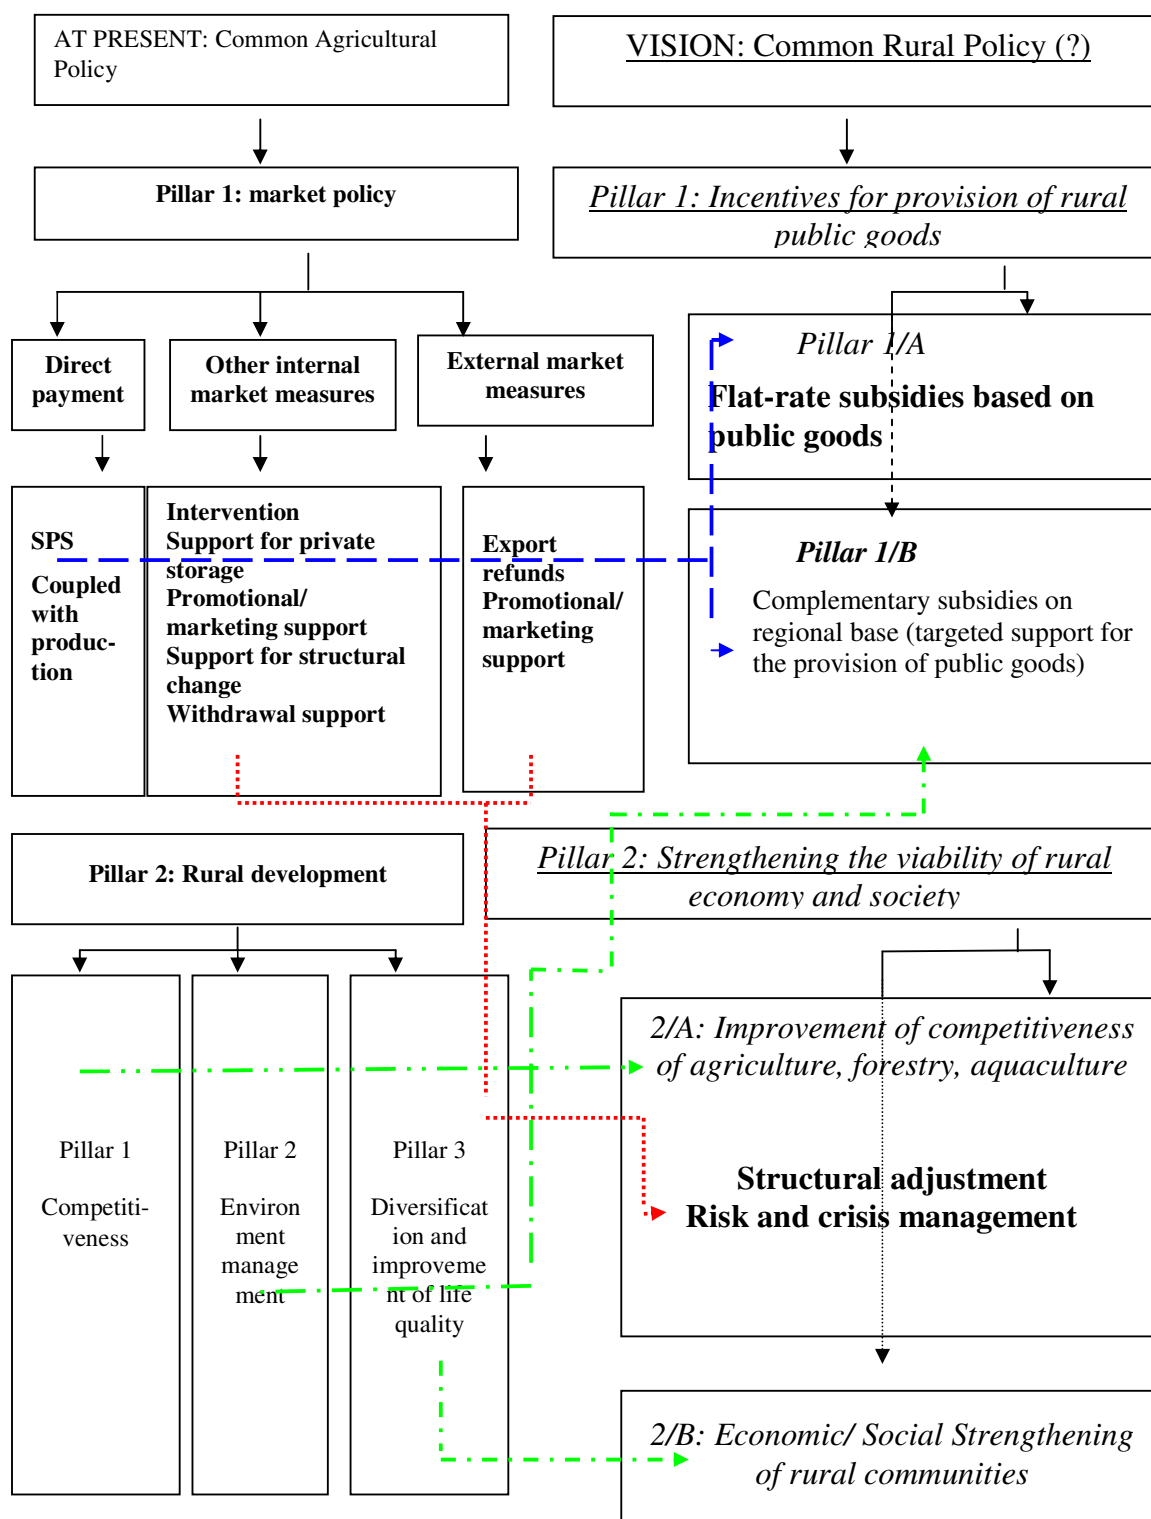 AT PRESENT: Common Agricultural
Policy
VISION: Common Rural Policy (?)
Pillar 1: market policy
Pillar 1: Incentives for provision of rural
public goods
Direct
payment
Other internal
market measures
External market
measures
Pillar 1/A
Flat-rate subsidies based on
public goods
SPS
Coupled
with
produc-
tion
Intervention
Support for private
storage
Promotional/
marketing support
Support for structural
change
Withdrawal support
Export
refunds
Promotional/
marketing
support
Pillar 1/B
Complementary subsidies on
regional base (targeted support for
the provision of public goods)
Pillar 2: Rural development
Pillar 2: Strengthening the viability of rural
economy and society
Pillar 1
Competiti-
veness
Pillar 2
Environ
ment
manage
ment
Pillar 3
Diversificat
ion and
improveme
nt of life
quality
2/A: Improvement of competitiveness
of agriculture, forestry, aquaculture
Structural adjustment
Risk and crisis management
2/B: Economic/ Social Strengthening
of rural communities